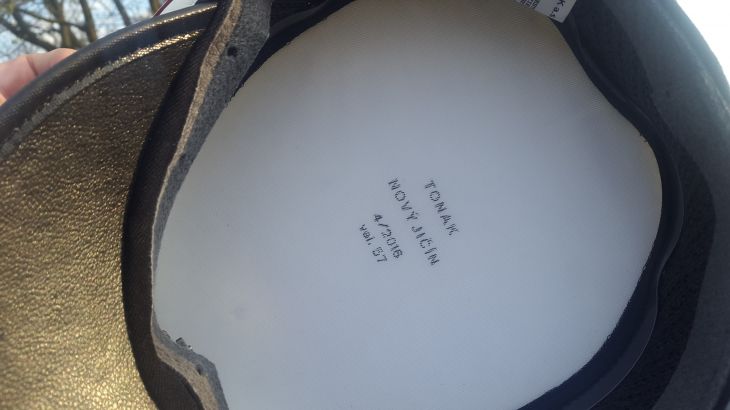 TONAK
NOVÝ JIČÍN
4/2016
vel. 57